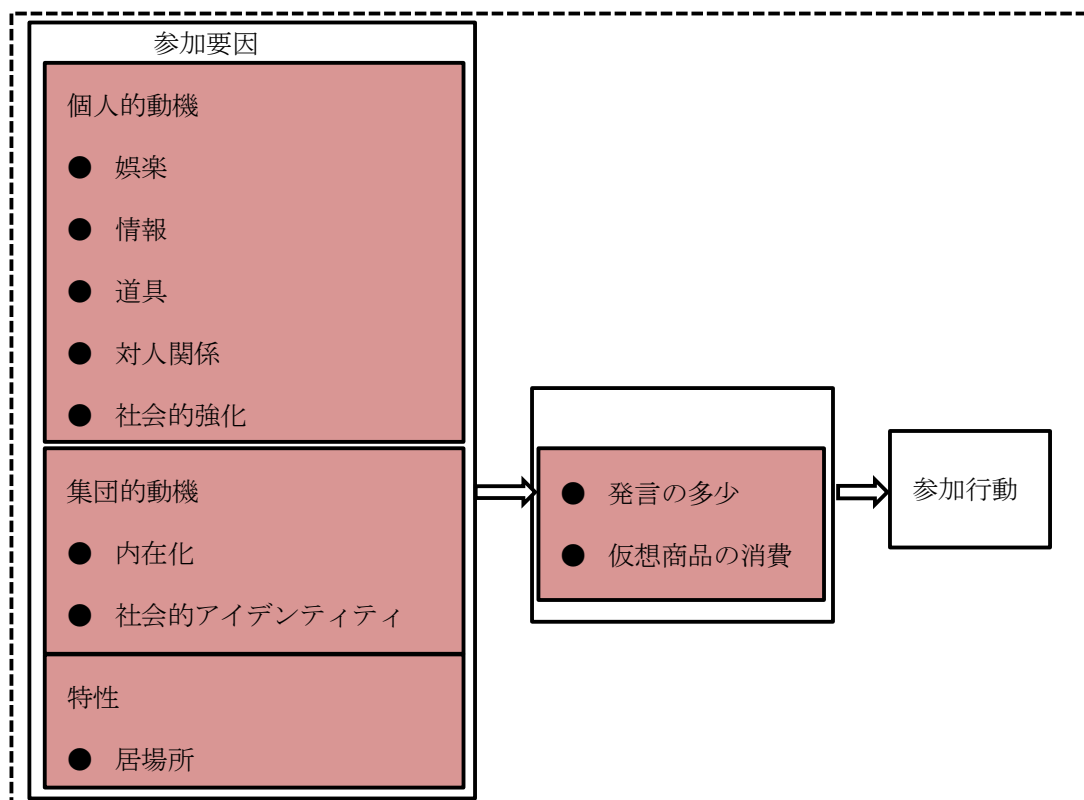 参加要因
個人的動機
● 娯楽
● 情報
● 道具
● 対人関係
● 社会的強化
集団的動機
● 内在化
● 社会的アイデンティティ
特性
● 居場所
● 発言の多少
● 仮想商品の消費
参加行動